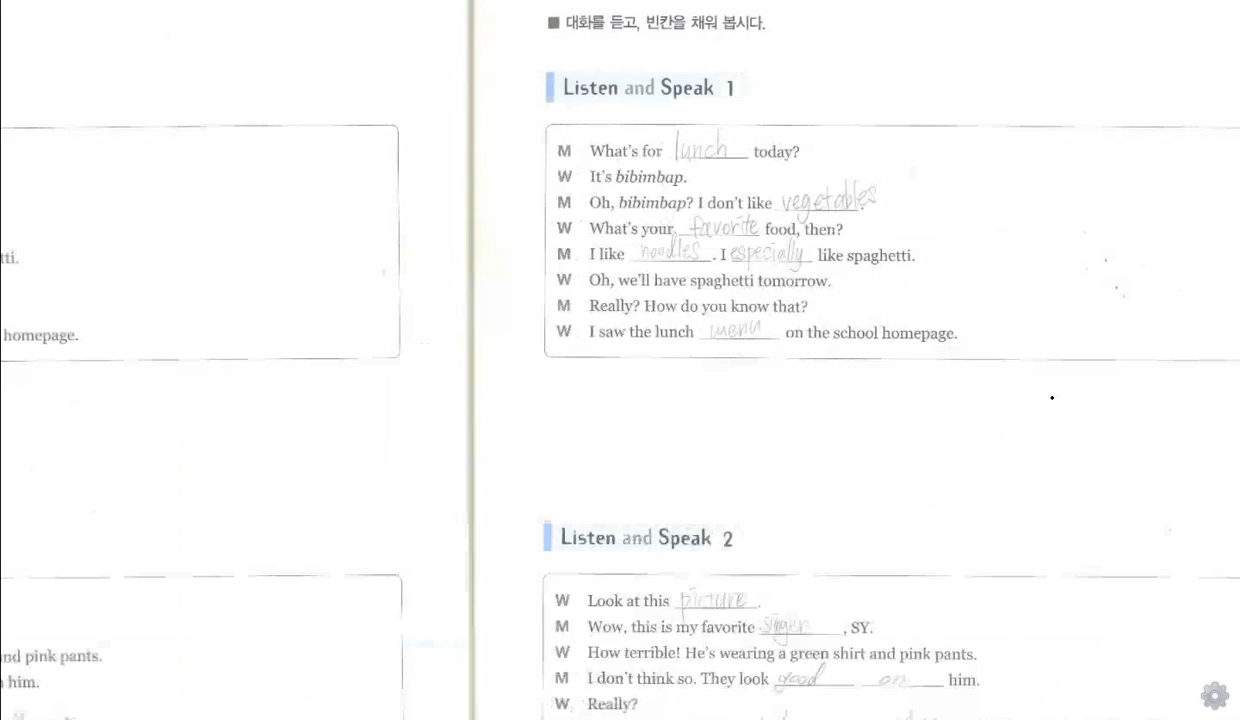 ■ 대화를 듣고, 빈칸을 채워 봅시다.
Listen and Speak 1
M What's for lunch today?
W It's bibimbap.
M Oh, bibimbap? I don't like vegetables.
W What's your favorite food, then?
M I like noodles. I especially like spaghetti.
W Oh, we'll have spaghetti tomorrow.
M Really? How do you know that?
W I saw the lunch menu on the school homepage.
tti.
homepage.
Listen and Speak 2
W Look at this picture.
M Wow, this is my favorite singer, SY.
W How terrible! He's wearing a green shirt and pink pants.
M I don't think so. They look good on him.
W Really?
nd pink pants.
him.